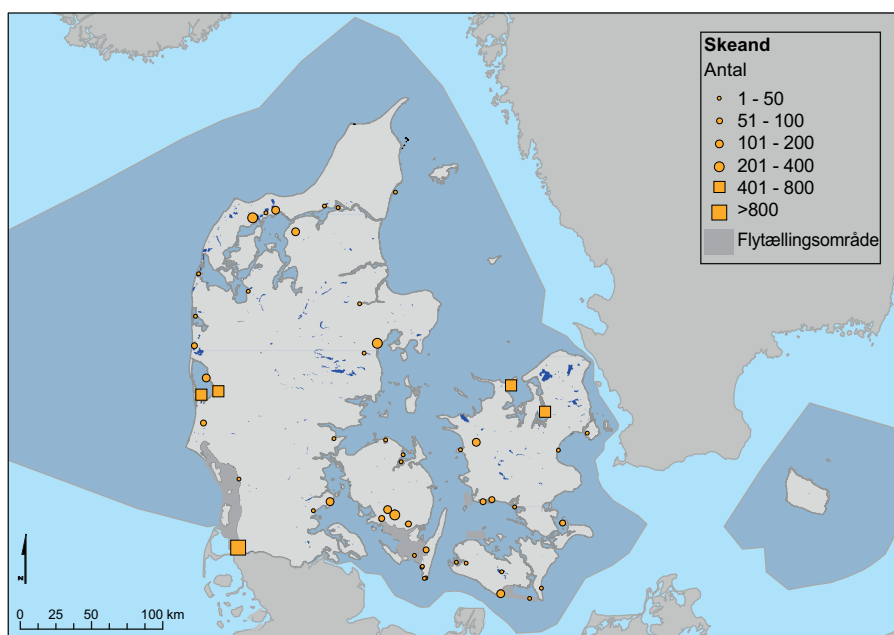 Skeand
Antal
1 - 50
51 - 100
101 - 200
201 - 400
401 - 800
>800
Flytællingsområde
N
0 25 50 100 km